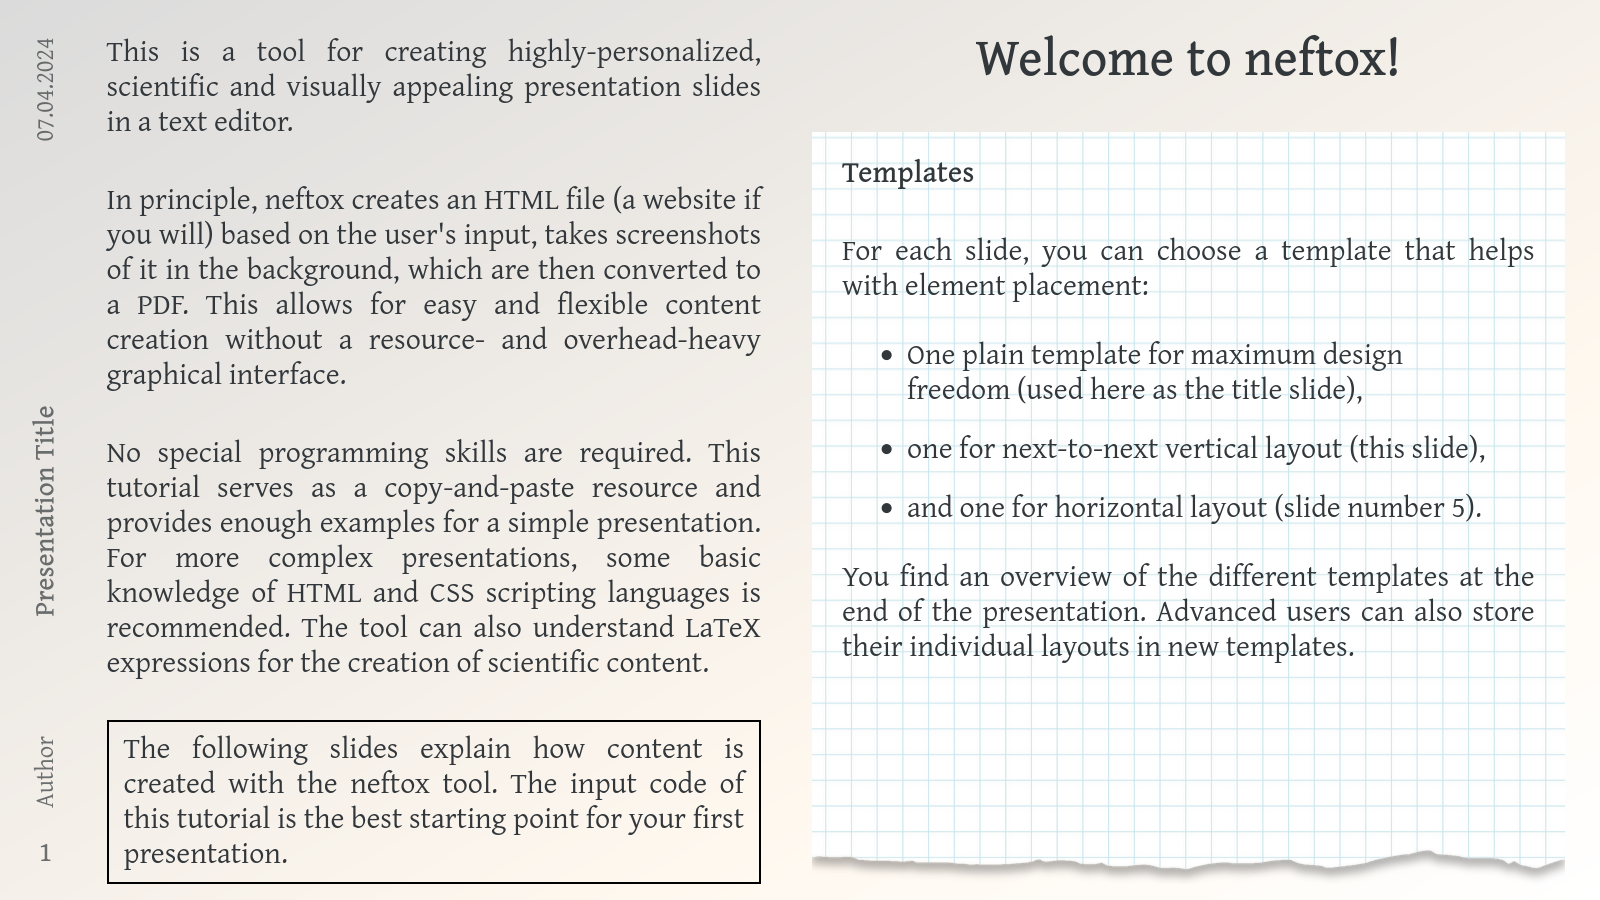 07.04.2024
Presentation Title
Author
1
This is a tool for creating highly-personalized,
scientific and visually appealing presentation slides
in a text editor.
In principle, neftox creates an HTML file (a website if
you will) based on the user's input, takes screenshots
of it in the background, which are then converted to
a PDF. This allows for easy and flexible content
creation without a resource- and overhead-heavy
graphical interface.
No special programming skills are required. This
tutorial serves as a copy-and-paste resource and
provides enough examples for a simple presentation.
For more complex presentations, some basic
knowledge of HTML and CSS scripting languages is
recommended. The tool can also understand LaTeX
expressions for the creation of scientific content.
The following slides explain how content is
created with the neftox tool. The input code of
this tutorial is the best starting point for your first
presentation.
Welcome to neftox!
Templates
For each slide, you can choose a template that helps
with element placement:
• One plain template for maximum design
freedom (used here as the title slide),
• one for next-to-next vertical layout (this slide),
• and one for horizontal layout (slide number 5).
You find an overview of the different templates at the
end of the presentation. Advanced users can also store
their individual layouts in new templates.